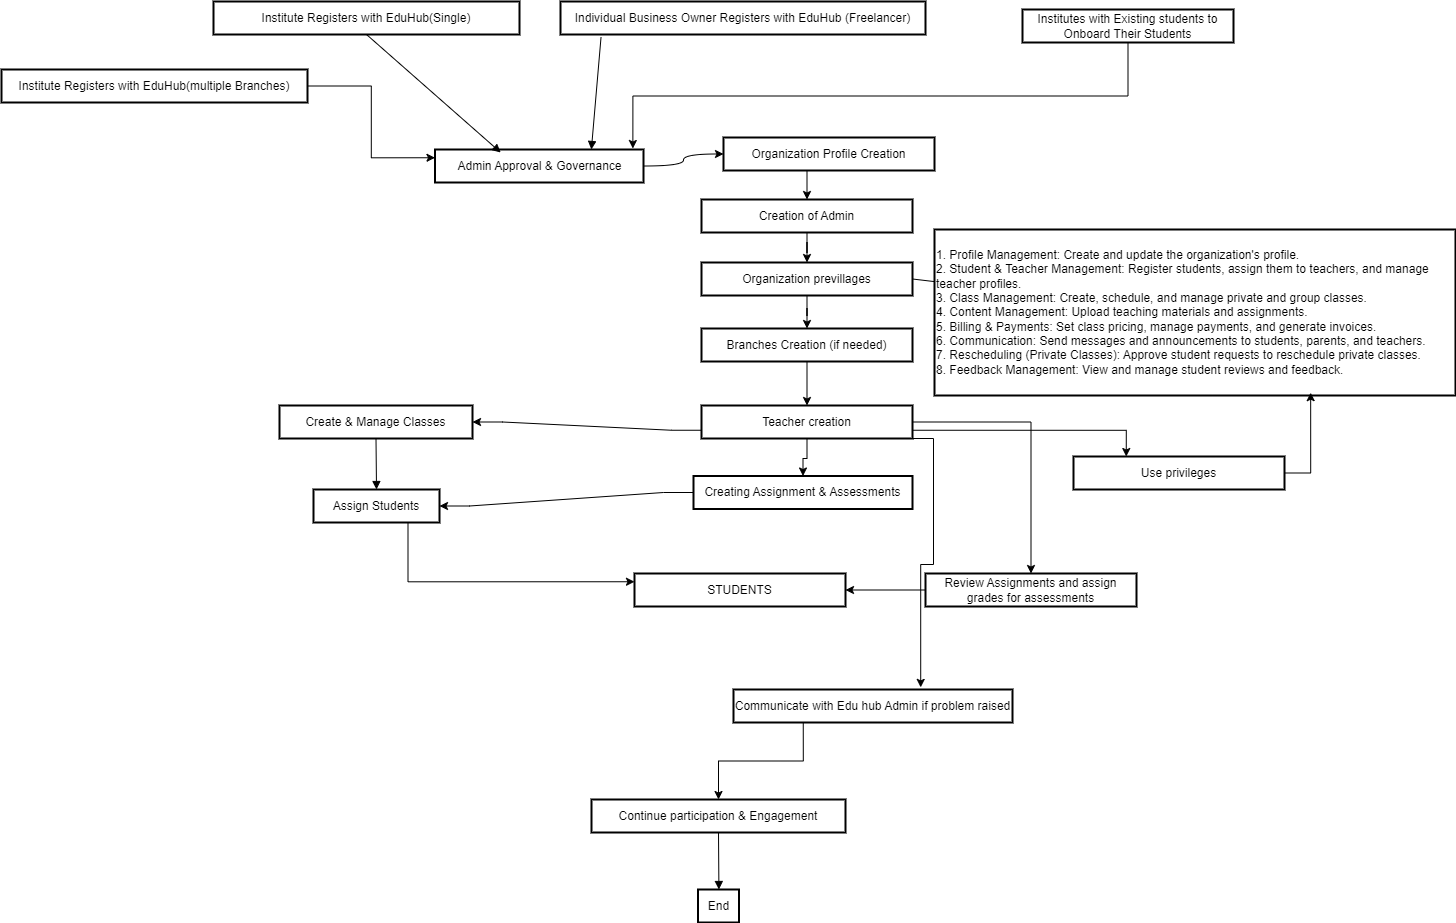 Institute Registers with EduHub(Single)
Individual Business Owner Registers with EduHub (Freelancer)
Institutes with Existing students to
Onboard Their Students
Institute Registers with EduHub(multiple Branches)
Admin Approval & Governance
Organization Profile Creation
Creation of Admin
Organization previllages
1. Profile Management: Create and update the organization's profile.
2. Student & Teacher Management: Register students, assign them to teachers, and manage
teacher profiles.
3. Class Management: Create, schedule, and manage private and group classes.
4. Content Management: Upload teaching materials and assignments.
5. Billing & Payments: Set class pricing, manage payments, and generate invoices.
6. Communication: Send messages and announcements to students, parents, and teachers.
7. Rescheduling (Private Classes): Approve student requests to reschedule private classes.
8. Feedback Management: View and manage student reviews and feedback.
Branches Creation (if needed)
Create & Manage Classes
Teacher creation
Use privileges
Creating Assignment & Assessments
Assign Students
STUDENTS
Review Assignments and assign
grades for assessments
Communicate with Edu hub Admin if problem raised
Continue participation & Engagement
End